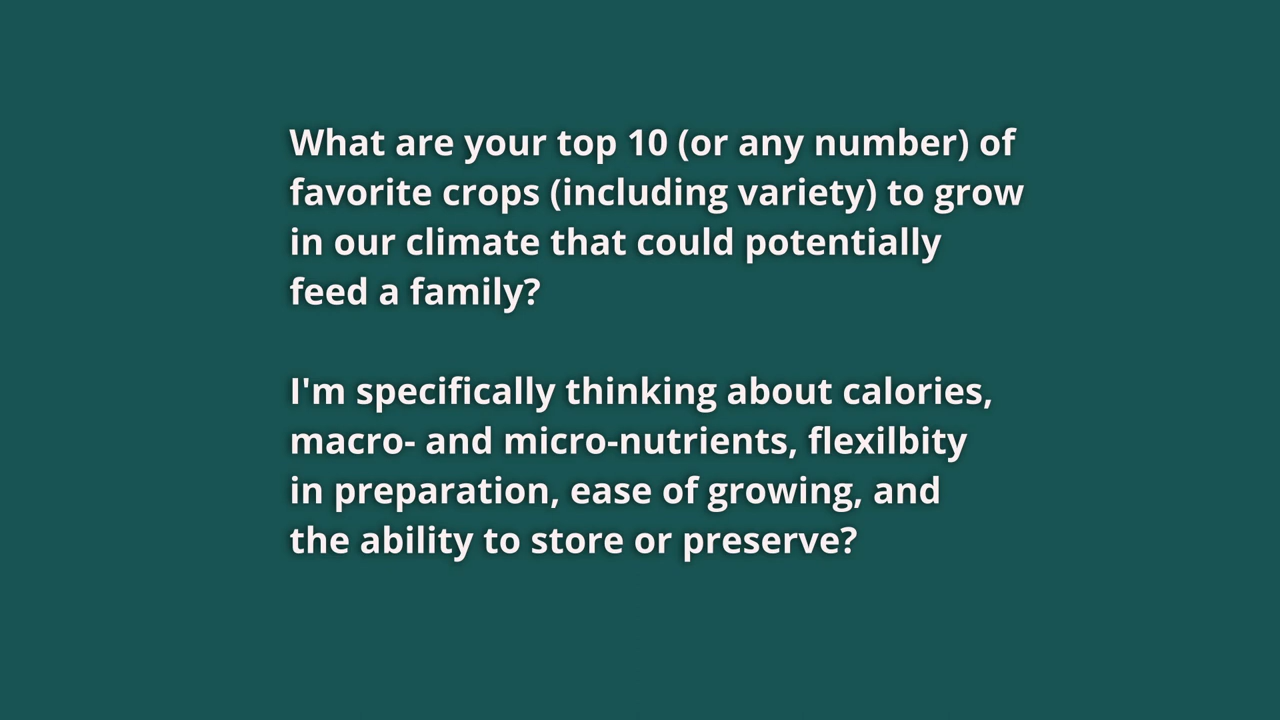 What are your top 10 (or any number) of
favorite crops (including variety) to grow
in our climate that could potentially
feed a family?
I'm specifically thinking about calories,
macro- and micro-nutrients, flexilbity
in preparation, ease of growing, and
the ability to store or preserve?